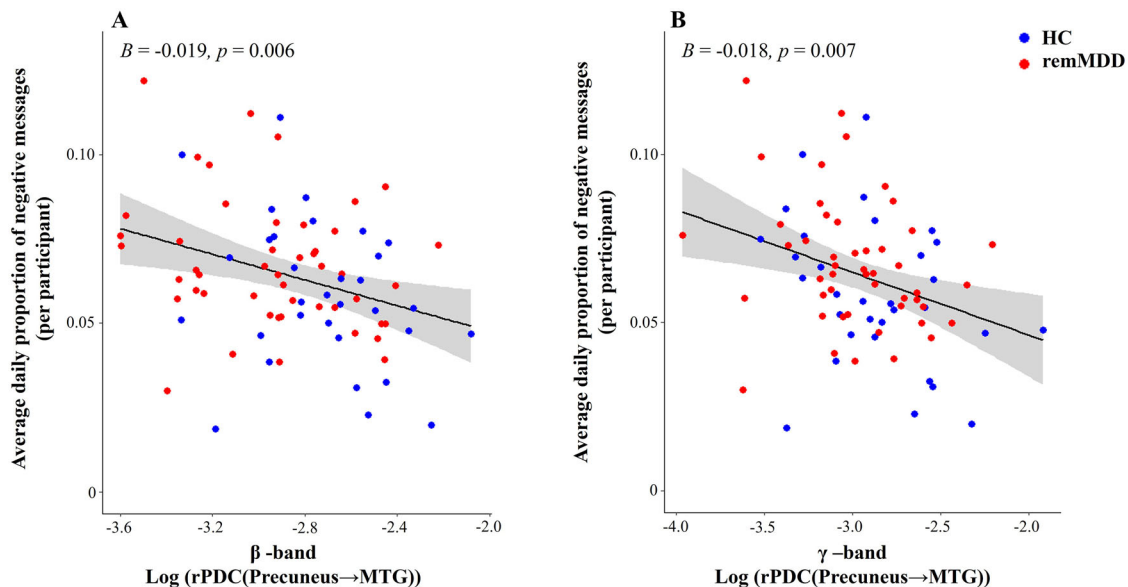 A
B = -0.019, p = 0.006
Average daily proportion of negative messages
(per participant)
0.10
0.05
0
-3.6 -3.2 -2.8 -2.4 -2.0
β -band
Log (rPDC(Precuneus→MTG))
B
B = -0.018, p = 0.007
HC
remMDD
Average daily proportion of negative messages
(per participant)
0.10
0.05
0
-4.0 -3.5 -3.0 -2.5 -2.0
γ –band
Log (rPDC(Precuneus→MTG))